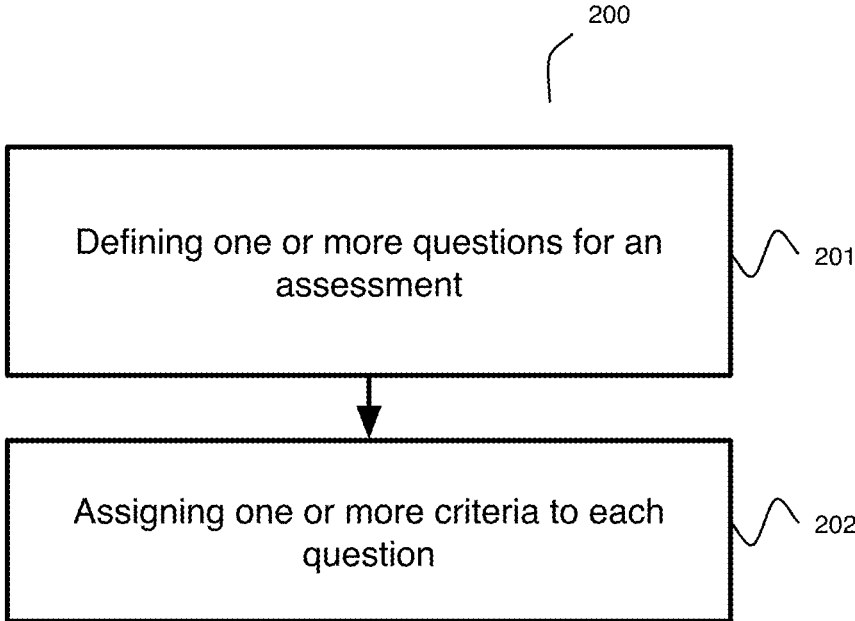 200
Defining one or more questions for an
assessment
201
Assigning one or more criteria to each
question
202